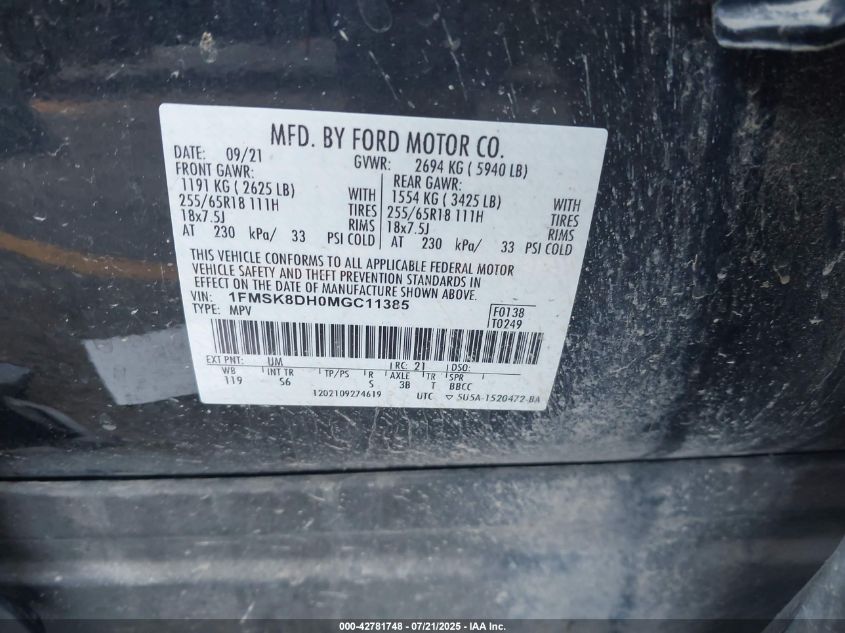 MFD. BY FORD MOTOR CO.
DATE: 09/21 GVWR: 2694 KG ( 5940 LB)
FRONT GAWR: REAR GAWR:
1191 KG ( 2625 LB) WITH 1554 KG ( 3425 LB) WITH
255/65R18 111H TIRES 255/65R18 111H TIRES
18x7.5J RIMS 18x7.5J RIMS
AT 230 kPa/ 33 PSI COLD AT 230 kPa/ 33 PSI COLD
THIS VEHICLE CONFORMS TO ALL APPLICABLE FEDERAL MOTOR
VEHICLE SAFETY AND THEFT PREVENTION STANDARDS IN
EFFECT ON THE DATE OF MANUFACTURE SHOWN ABOVE.
VIN: 1FMSK8DH0MGC11385 F0138
TYPE: MPV T0249
EXT PNT: UM RC: 21 DSO:
WB INT TR TP/PS R AXLE TR SPR
119 S6 S 3B T BBCC
1202109274619 UTC ▽ 5U5A-1520472-BA
000-42781748 - 07/21/2025 - IAA Inc.